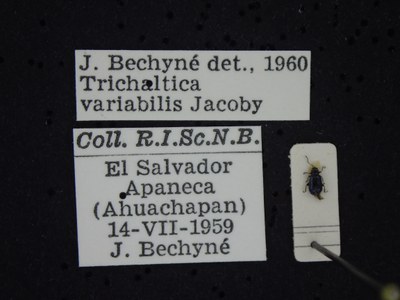 J. Bechyné det., 1960
Trichaltica
variabilis Jacoby
Coll. R.I.Sc.N.B.
El Salvador
Apaneca
(Ahuachapan)
14-VII-1959
J. Bechyné